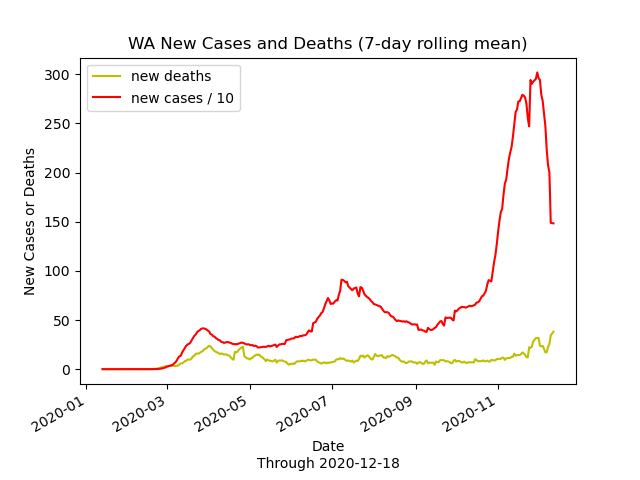 WA New Cases and Deaths (7-day rolling mean)
new deaths
new cases / 10
300
250
200
150
100
50
0
New Cases or Deaths
2020-01
2020-03
2020-05
2020-07
2020-09
2020-11
Date
Through 2020-12-18